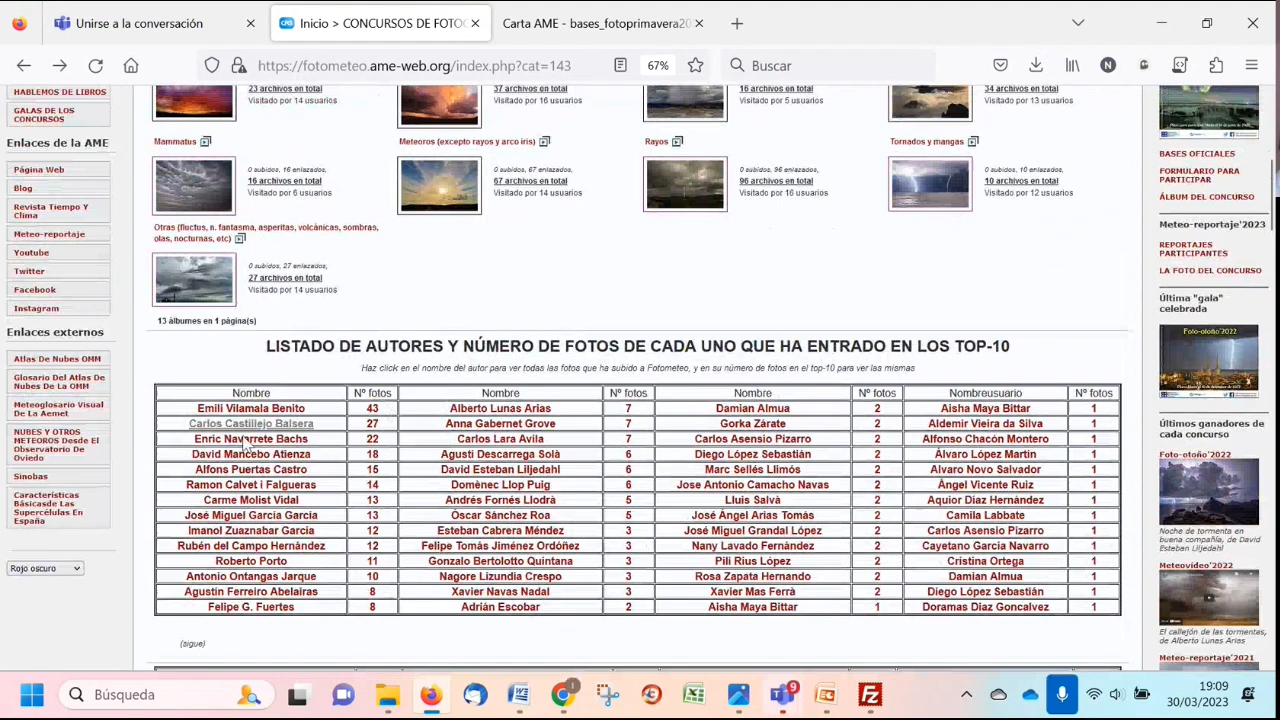 Unirse a la conversación
Inicio > CONCURSOS DE FOTOG
Carta AME - bases_fotoprimavera20
https://fotometeo.ame-web.org/index.php?cat=143
67%
Buscar
HABLEMOS DE LIBROS
GALAS DE LOS
CONCURSOS
Enlaces de la AME
Página Web
Blog
Revista Tiempo Y
Clima
Meteo-reportaje
Youtube
Twitter
Facebook
Instagram
Enlaces externos
Atlas De Nubes OMM
Glosario Del Atlas De
Nubes De La OMM
Meteoglosario Visual
De La Aemet
NUBES Y OTROS
METEOROS Desde El
Observatorio De
Oviedo
Sinobas
Características
Básicasde Las
Supercélulas En
España
Rojo oscuro
23 archivos en total
Visitado por 14 usuarios
37 archivos en total
Visitado por 16 usuarios
16 archivos en total
Visitado por 5 usuarios
34 archivos en total
Visitado por 13 usuarios
Mammatus
Meteoros (excepto rayos y arco iris)
Rayos
Tornados y mangas
0 subidos, 16 enlazados,
16 archivos en total
Visitado por 6 usuarios
0 subidos, 67 enlazados,
67 archivos en total
Visitado por 14 usuarios
0 subidos, 96 enlazados,
96 archivos en total
Visitado por 16 usuarios
0 subidos, 10 enlazados,
10 archivos en total
Visitado por 12 usuarios
Otras (fluctus, n. fantasma, asperitas, volcánicas, sombras,
olas, nocturnas, etc)
0 subidos, 27 enlazados,
27 archivos en total
Visitado por 14 usuarios
13 álbumes en 1 página(s)
LISTADO DE AUTORES Y NÚMERO DE FOTOS DE CADA UNO QUE HA ENTRADO EN LOS TOP-10
Haz click en el nombre del autor para ver todas las fotos que ha subido a Fotometeo, y en su número de fotos en el top-10 para ver las mismas
Nombre Nº fotos Nombre Nº fotos Nombre Nº fotos Nombreusuario Nº fotos
Emili Vilamala Benito 43 Alberto Lunas Arias 7 Damian Almua 2 Aisha Maya Bittar 1
Carlos Castillejo Balsera 27 Anna Gabernet Grove 7 Gorka Zárate 2 Aldemir Vieira da Silva 1
Enric Navarrete Bachs 22 Carlos Lara Avila 7 Carlos Asensio Pizarro 2 Alfonso Chacón Montero 1
David Mancebo Atienza 18 Agustí Descarrega Solà 6 Diego López Sebastián 2 Álvaro López Martín 1
Alfons Puertas Castro 15 David Esteban Liljedahl 6 Marc Sellés Llimós 2 Alvaro Novo Salvador 1
Ramon Calvet i Falgueras 14 Domènec Llop Puig 6 Jose Antonio Camacho Navas 2 Àngel Vicente Ruiz 1
Carme Molist Vidal 13 Andrés Fornés Llodrà 5 Lluis Salvà 2 Aquior Díaz Hernández 1
José Miguel García García 13 Òscar Sánchez Roa 5 José Ángel Arias Tomás 2 Camila Labbate 1
Imanol Zuaznabar Garcia 12 Esteban Cabrera Méndez 3 José Miguel Grandal López 2 Carlos Asensio Pizarro 1
Rubén del Campo Hernández 12 Felipe Tomás Jiménez Ordóñez 3 Nany Lavado Fernández 2 Cayetano García Navarro 1
Roberto Porto 11 Gonzalo Bertolotto Quintana 3 Pili Rius López 2 Cristina Ortega 1
Antonio Ontangas Jarque 10 Nagore Lizundia Crespo 3 Rosa Zapata Hernando 2 Damian Almua 1
Agustín Ferreiro Abelairas 8 Xavier Navas Nadal 3 Xavier Mas Ferrà 2 Diego López Sebastián 1
Felipe G. Fuertes 8 Adrián Escobar 2 Aisha Maya Bittar 1 Doramas Díaz Goncalvez 1
(sigue)
BASES OFICIALES
FORMULARIO PARA
PARTICIPAR
ÁLBUM DEL CONCURSO
Meteo-reportaje'2023
REPORTAJES
PARTICIPANTES
LA FOTO DEL CONCURSO
Última "gala"
celebrada
Foto-otoño'2022
Últimos ganadores de
cada concurso
Foto-otoño'2022
Noche de tormenta en
buena compañía, de David
Esteban Liljedahl
Meteovídeo'2022
El callejón de las tormentas,
de Alberto Lunas Arias
Meteo-reportaje'2021
Búsqueda
19:09
30/03/2023